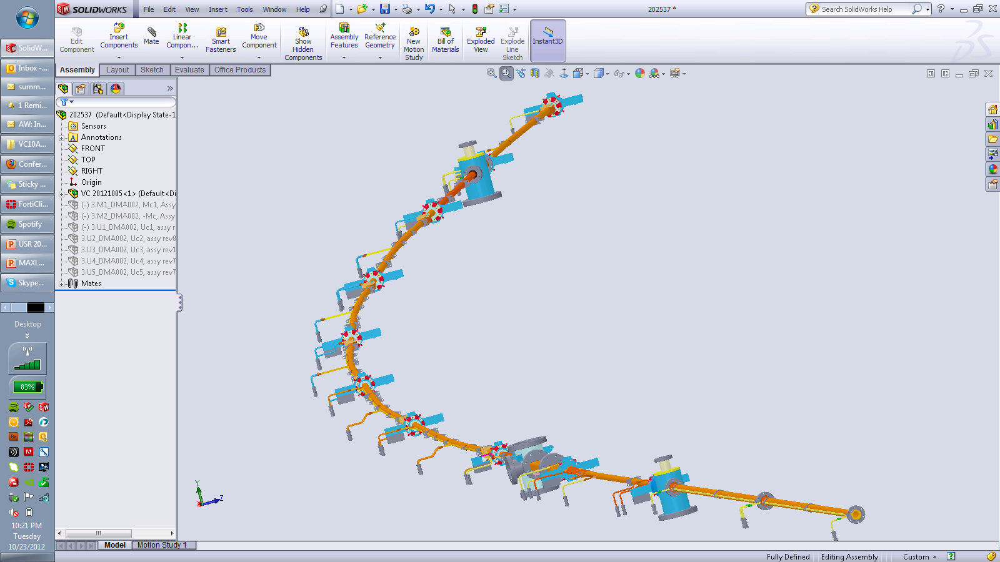 SOLIDWORKS File Edit View Insert Tools Window Help 202537 * Search SolidWorks Help
Edit Component
Insert Components
Mate
Linear Compon...
Smart Fasteners
Move Component
Show Hidden Components
Assembly Features
Reference Geometry
New Motion Study
Bill of Materials
Exploded View
Explode Line Sketch
Instant3D
Assembly Layout Sketch Evaluate Office Products
SolidW...
Inbox -...
summ...
1 Remi...
AW: In...
VC10A...
Confer...
Sticky ...
FortiCli...
Spotify
USR 20...
MAXL...
Skype...
Desktop
83%
10:21 PM
Tuesday
10/23/2012
202537 (Default<Display State-1
Sensors
Annotations
FRONT
TOP
RIGHT
Origin
VC 20121005<1> (Default<Di
(-) 3.M1_DMA002, Mc1, Assy
(-) 3.M2_DMA002, -Mc, Assy
(-) 3.U1_DMA002, Uc1, assy r
3.U2_DMA002, Uc2, assy rev8
3.U3_DMA002, Uc3, assy rev1
3.U4_DMA002, Uc4, assy rev7
3.U5_DMA002, Uc5, assy rev7
Mates
Y
Z
X
Model Motion Study 1
Fully Defined Editing Assembly Custom